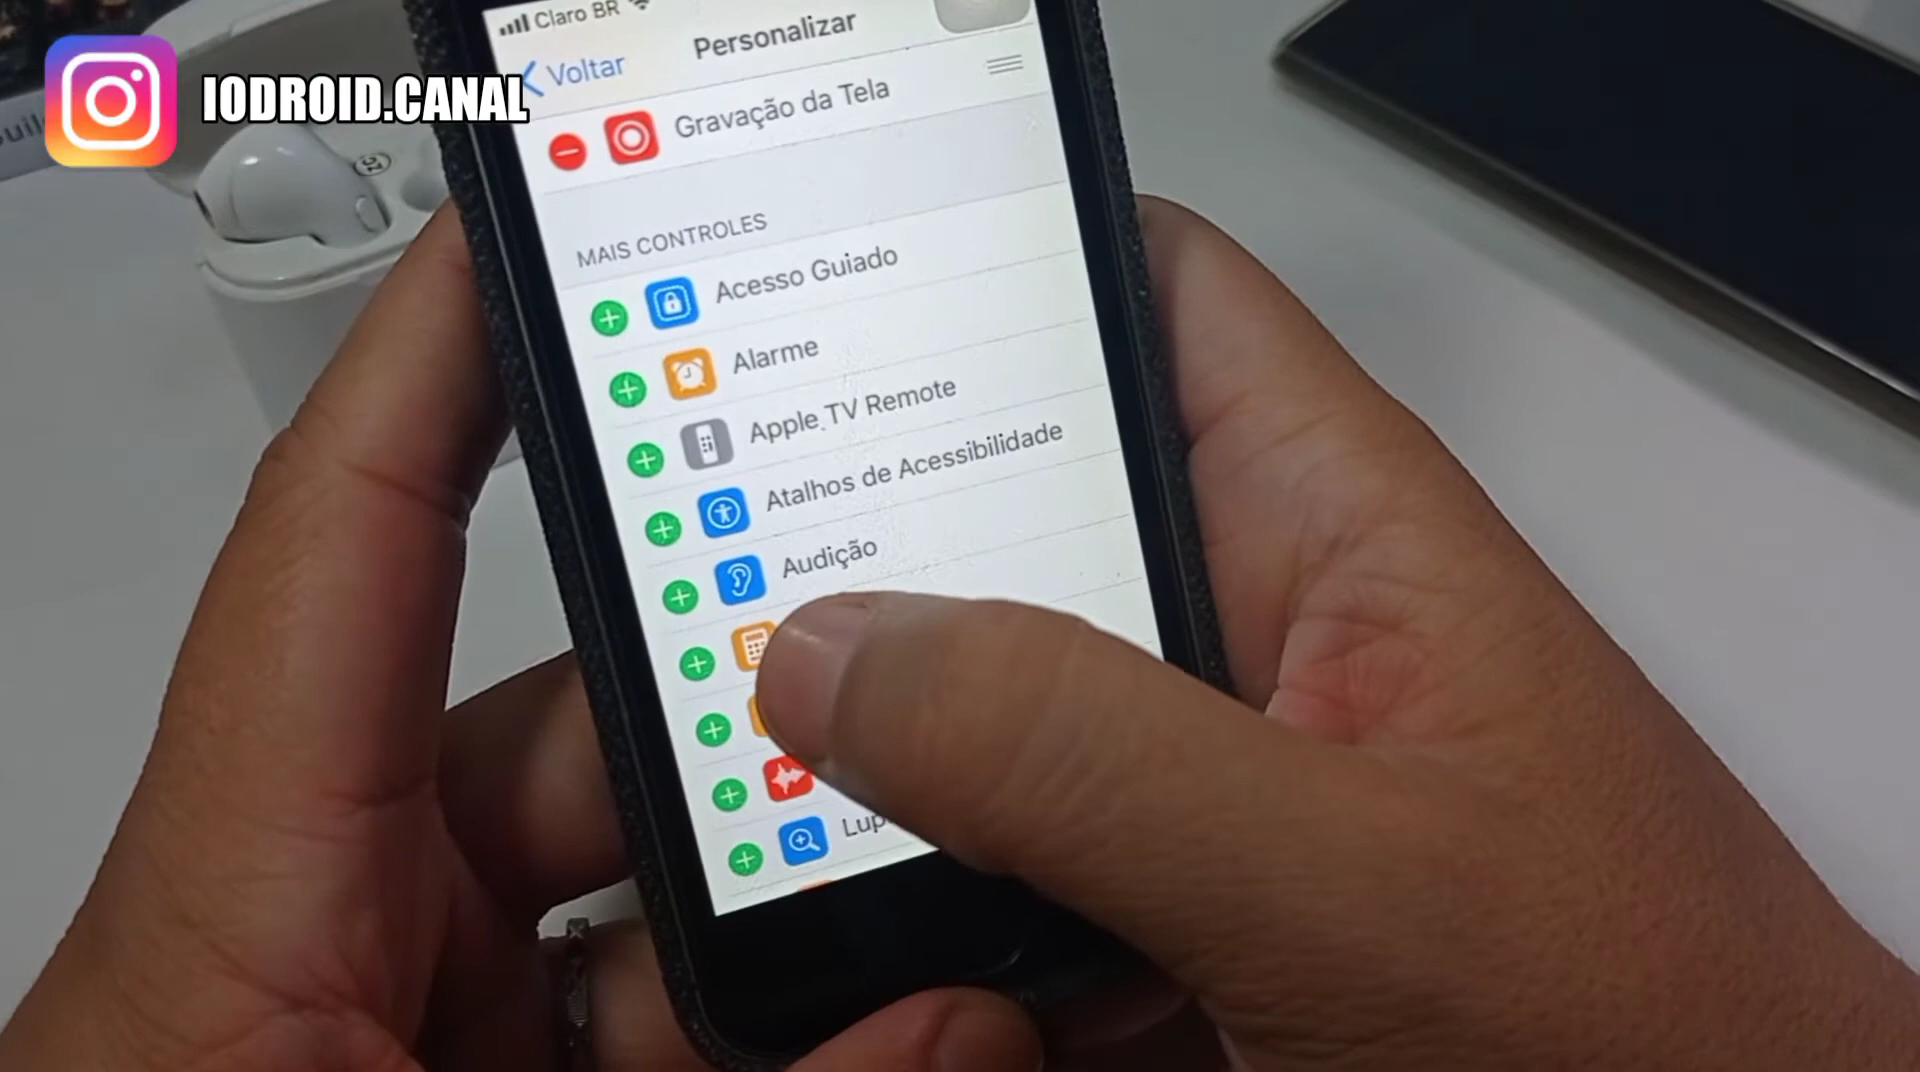 IODROID.CANAL
Claro BR
Voltar
Personalizar
Gravação da Tela
MAIS CONTROLES
Acesso Guiado
Alarme
Apple TV Remote
Atalhos de Acessibilidade
Audição